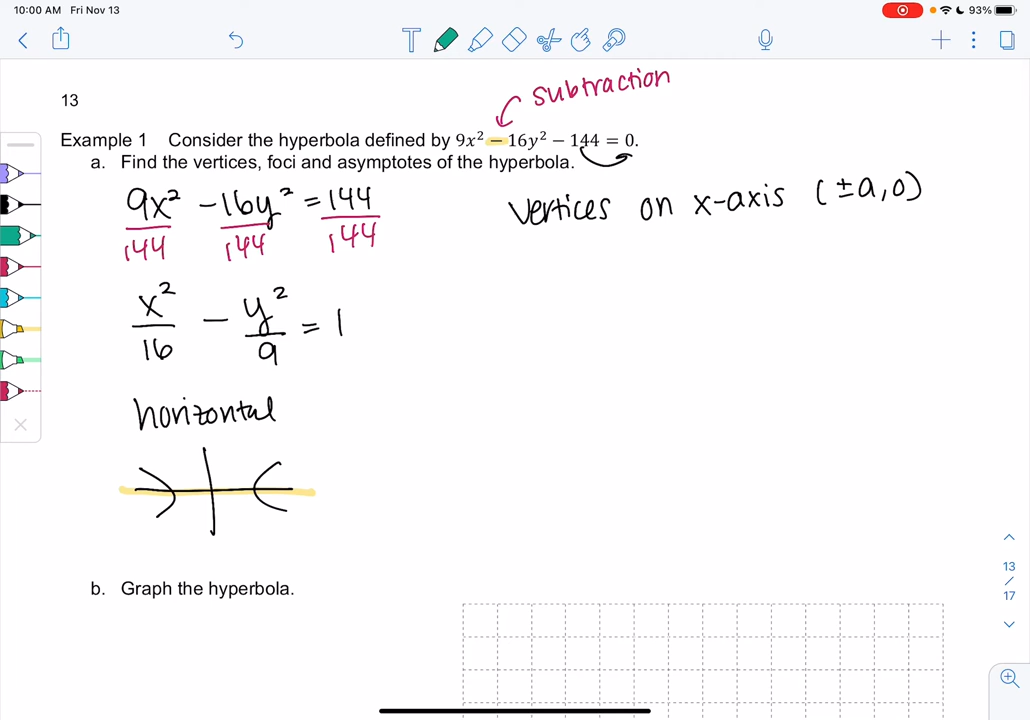 10:00 AM Fri Nov 13
93%
T
13
subtraction
Example 1 Consider the hyperbola defined by 9x² − 16y² − 144 = 0.
a. Find the vertices, foci and asymptotes of the hyperbola.
9x² − 16y² = 144
144 144 144
vertices on x-axis (±a, 0)
x²/16 − y²/9 = 1
horizontal
b. Graph the hyperbola.
13
/
17